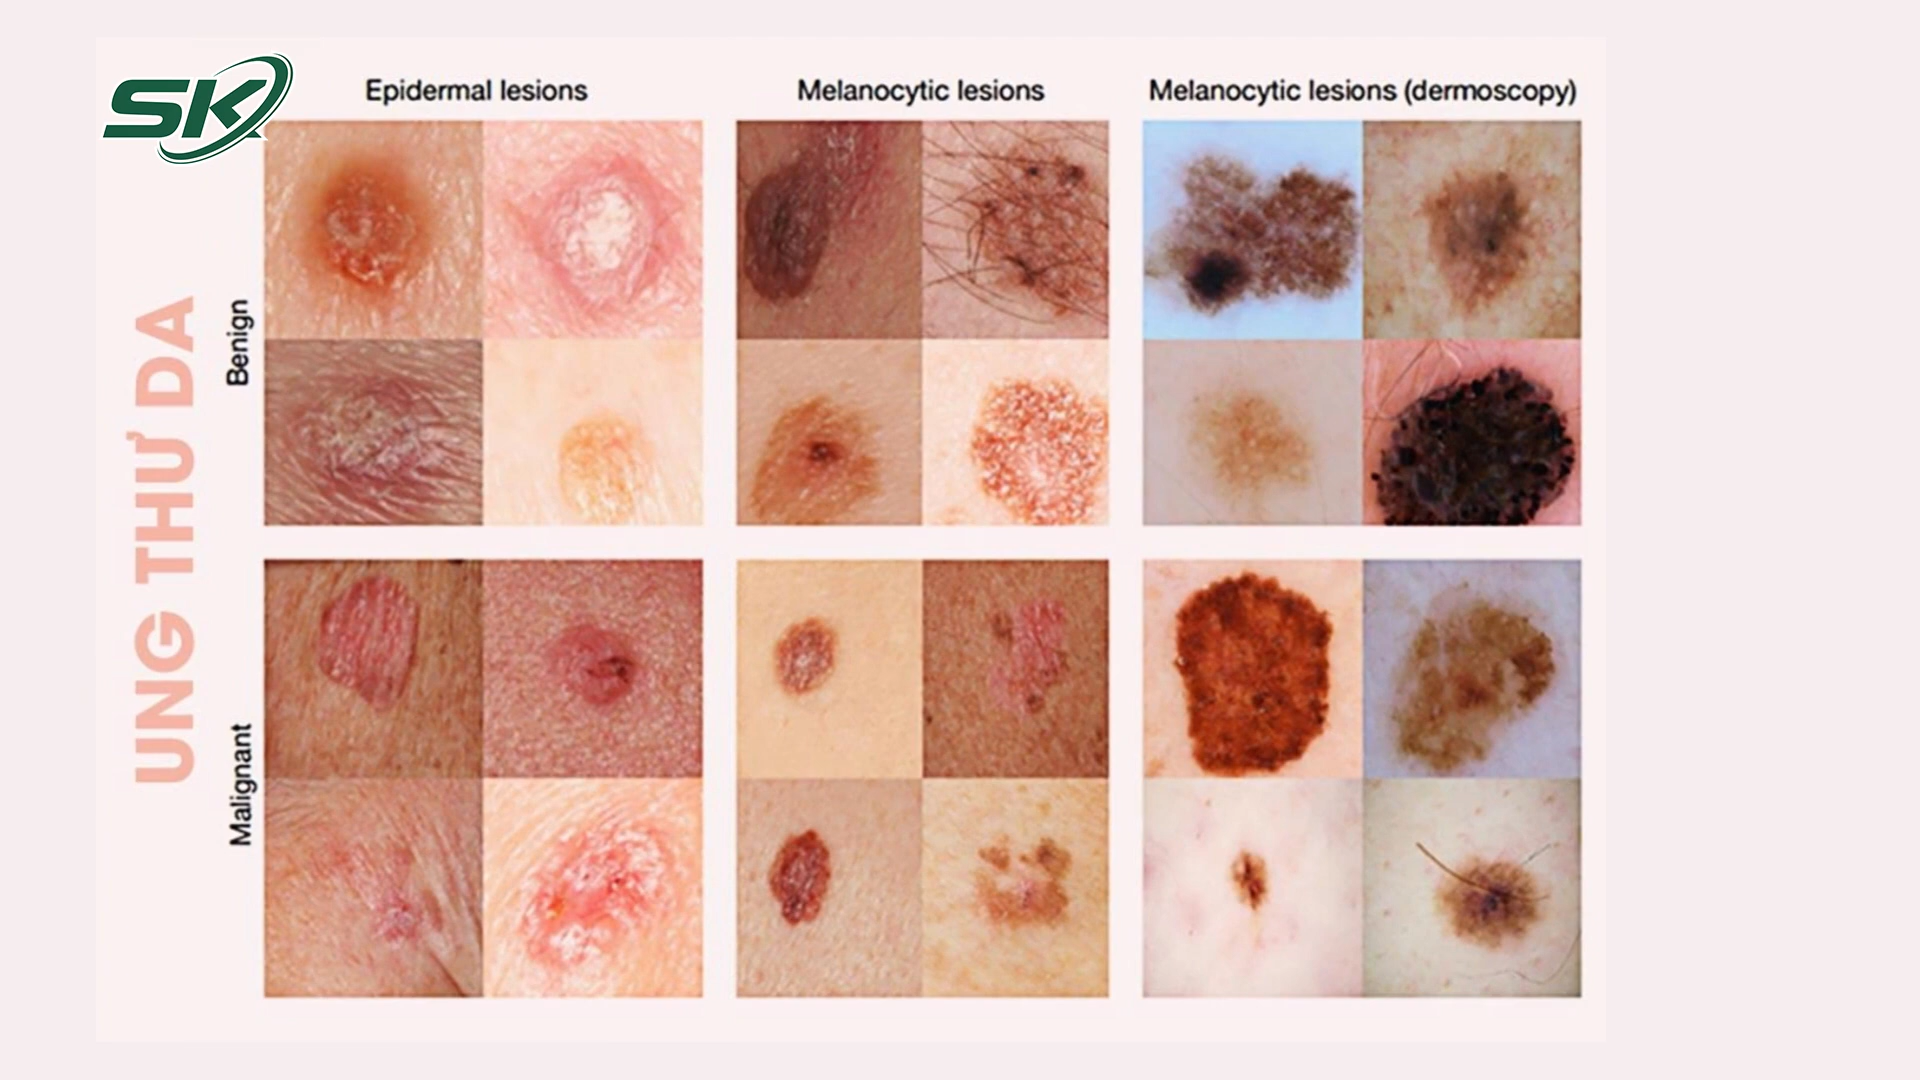 SK
Epidermal lesions
Melanocytic lesions
Melanocytic lesions (dermoscopy)
UNG THƯ DA
Benign
Malignant